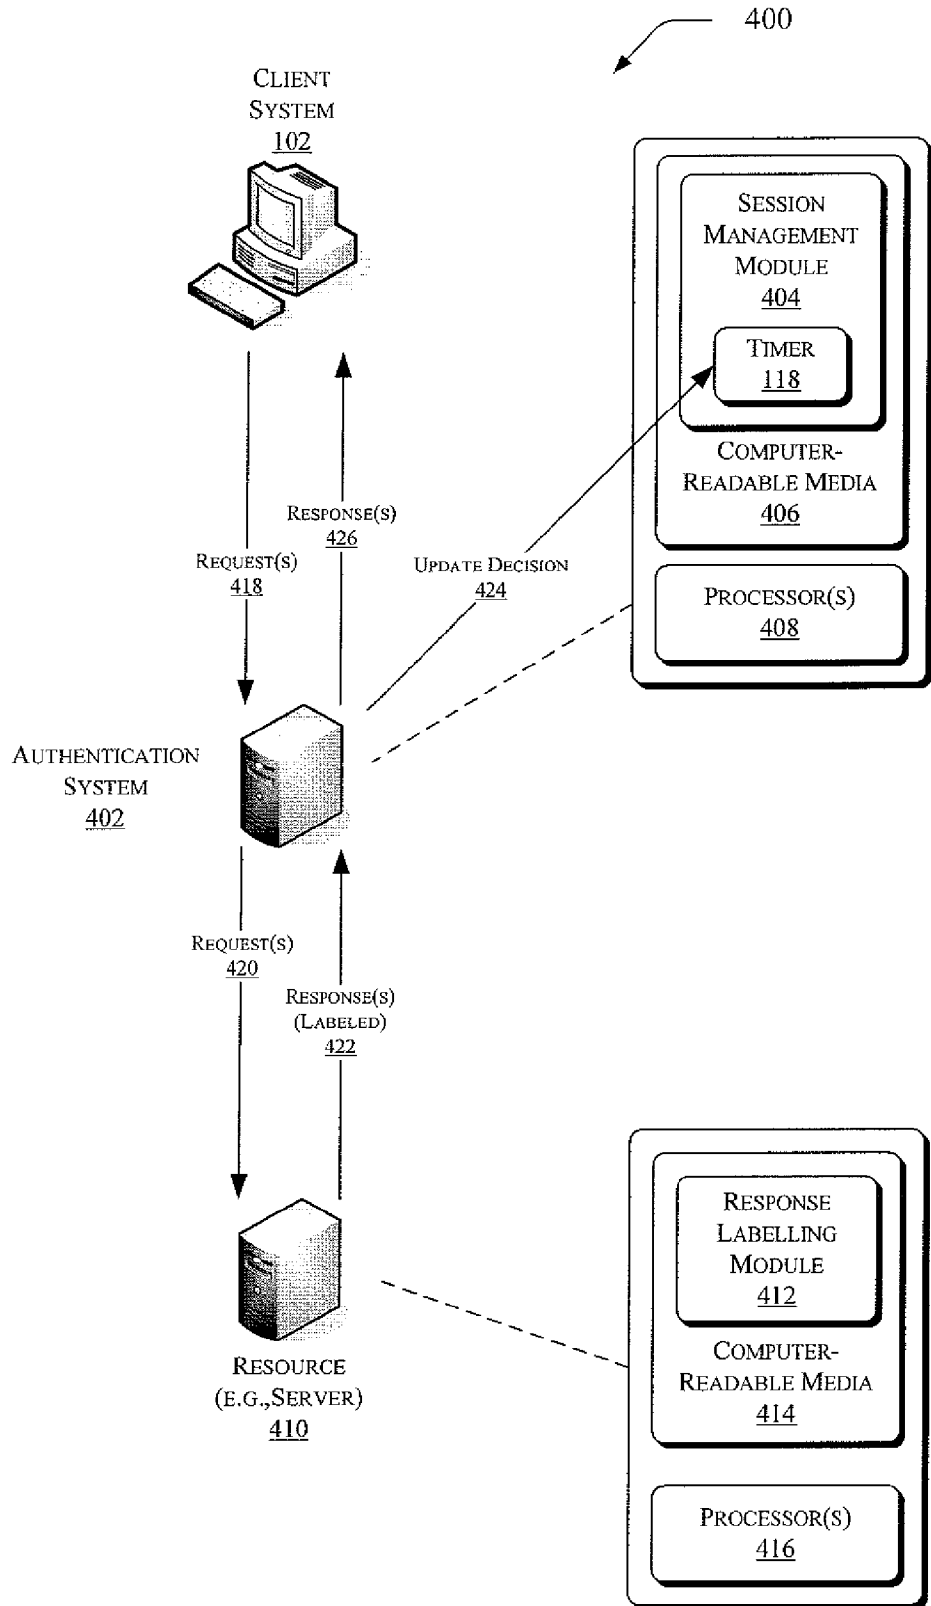 400
CLIENT
SYSTEM
102
SESSION
MANAGEMENT
MODULE
404
TIMER
118
COMPUTER-
READABLE MEDIA
406
PROCESSOR(S)
408
RESPONSE(S)
426
REQUEST(S)
418
UPDATE DECISION
424
AUTHENTICATION
SYSTEM
402
REQUEST(S)
420
RESPONSE(S)
(LABELED)
422
RESPONSE
LABELLING
MODULE
412
COMPUTER-
READABLE MEDIA
414
PROCESSOR(S)
416
RESOURCE
(E.G.,SERVER)
410